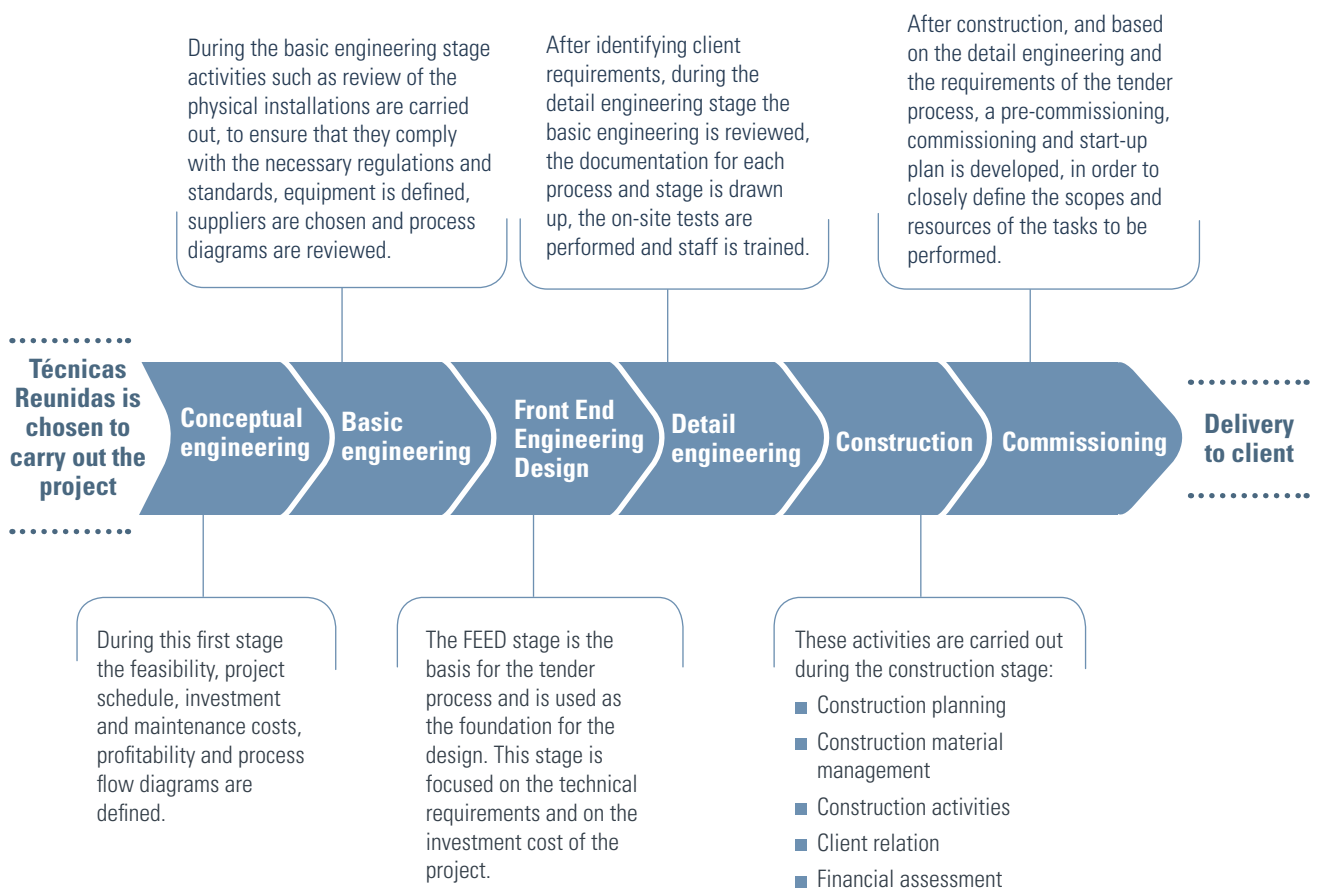 During the basic engineering stage
activities such as review of the
physical installations are carried
out, to ensure that they comply
with the necessary regulations and
standards, equipment is defined,
suppliers are chosen and process
diagrams are reviewed.
After identifying client
requirements, during the
detail engineering stage the
basic engineering is reviewed,
the documentation for each
process and stage is drawn
up, the on-site tests are
performed and staff is trained.
After construction, and based
on the detail engineering and
the requirements of the tender
process, a pre-commissioning,
commissioning and start-up
plan is developed, in order to
closely define the scopes and
resources of the tasks to be
performed.
Técnicas
Reunidas is
chosen to
carry out the
project
Conceptual
engineering
Basic
engineering
Front End
Engineering
Design
Detail
engineering
Construction
Commissioning
Delivery
to client
During this first stage
the feasibility, project
schedule, investment
and maintenance costs,
profitability and process
flow diagrams are
defined.
The FEED stage is the
basis for the tender
process and is used as
the foundation for the
design. This stage is
focused on the technical
requirements and on the
investment cost of the
project.
These activities are carried out
during the construction stage:
Construction planning
Construction material
management
Construction activities
Client relation
Financial assessment